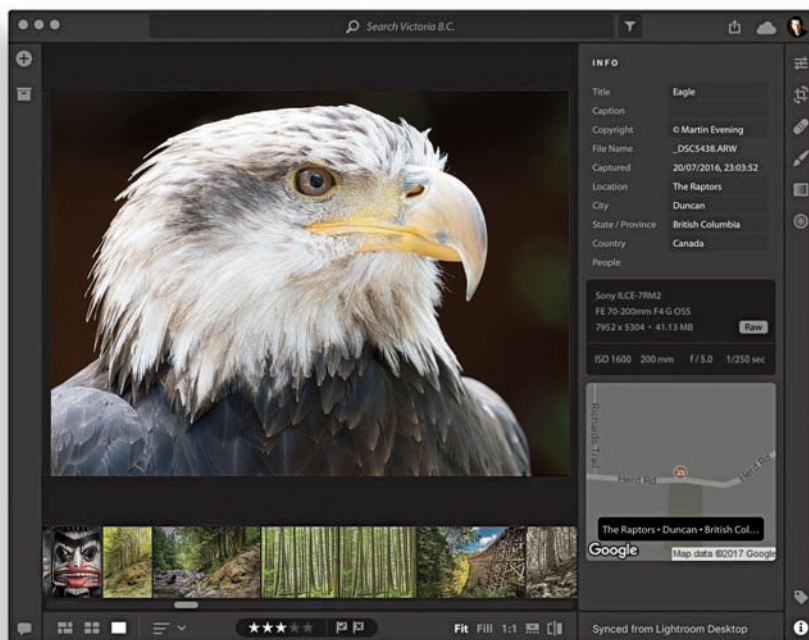 Search Victoria B.C.
INFO
Title Eagle
Caption
Copyright © Martin Evening
File Name _DSC5438.ARW
Captured 20/07/2016, 23:03:52
Location The Raptors
City Duncan
State / Province British Columbia
Country Canada
People
Sony ILCE-7RM2
FE 70-200mm F4 G OSS
7952 x 5304 • 41.13 MB Raw
ISO 1600 200 mm f / 5.0 1/250 sec
Richards Trail
Herd Rd
Herd Rd
The Raptors • Duncan • British Col...
Google
Map data ©2017 Google
Fit Fill 1:1
Synced from Lightroom Desktop